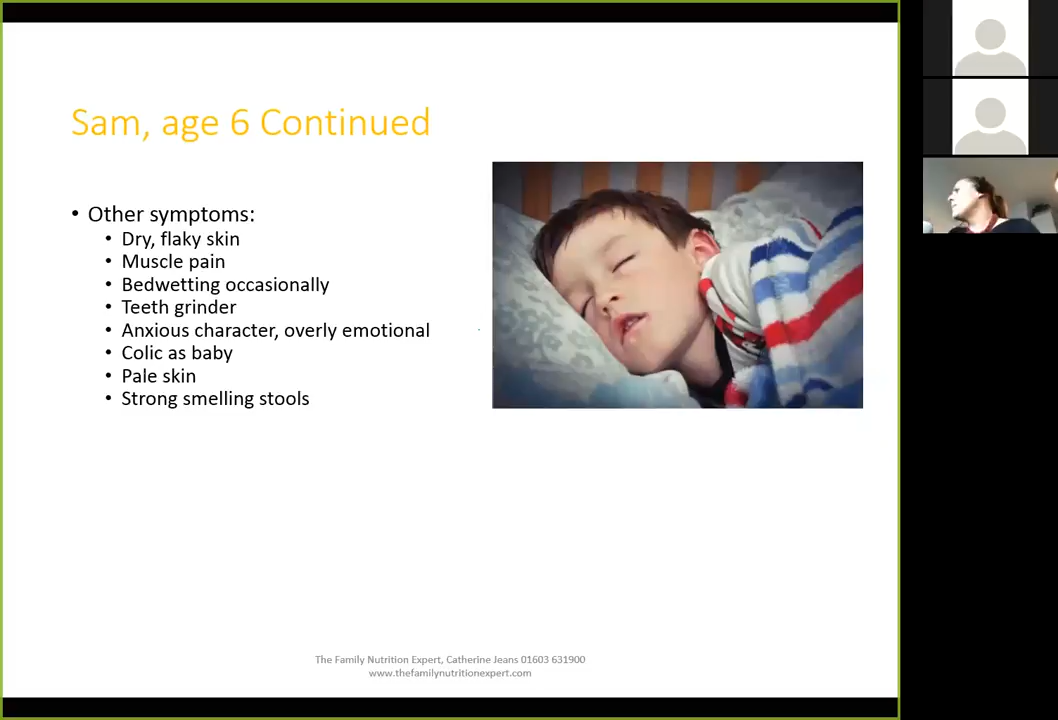 Sam, age 6 Continued
• Other symptoms:
• Dry, flaky skin
• Muscle pain
• Bedwetting occasionally
• Teeth grinder
• Anxious character, overly emotional
• Colic as baby
• Pale skin
• Strong smelling stools
The Family Nutrition Expert, Catherine Jeans 01603 631900
www.thefamilynutritionexpert.com